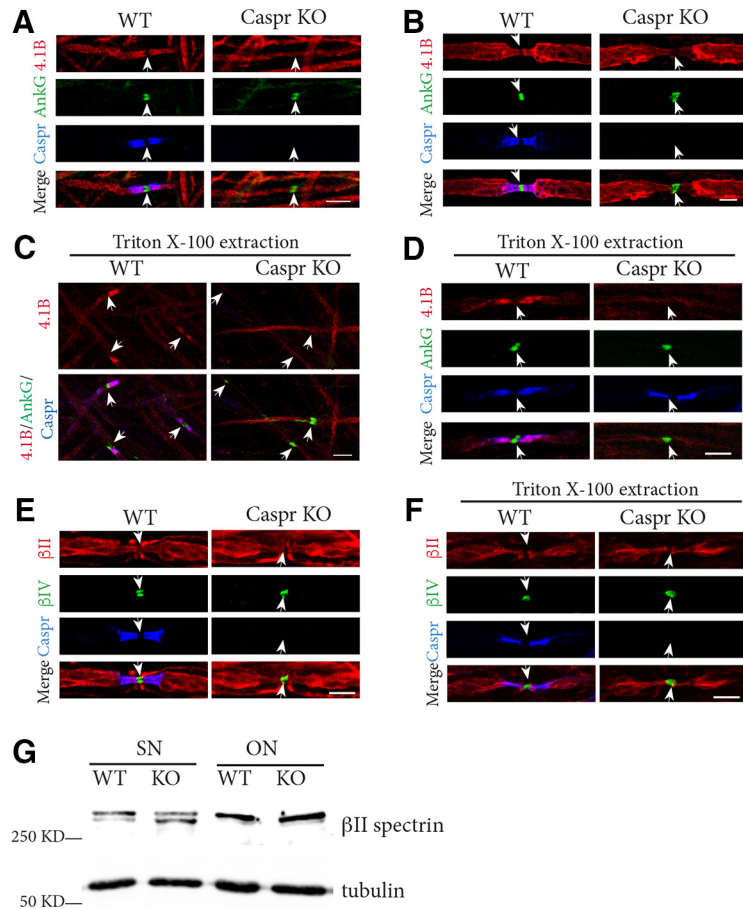 A
WT
Caspr KO
4.1B
AnkG
Caspr
Merge
B
WT
Caspr KO
4.1B
AnkG
Caspr
Merge
C
Triton X-100 extraction
WT
Caspr KO
4.1B
4.1B/AnkG/
Caspr
D
Triton X-100 extraction
WT
Caspr KO
4.1B
AnkG
Caspr
Merge
E
WT
Caspr KO
βII
βIV
Caspr
Merge
F
Triton X-100 extraction
WT
Caspr KO
βII
βIV
Caspr
Merge
G
SN
ON
WT
KO
WT
KO
250 KD
βII spectrin
50 KD
tubulin